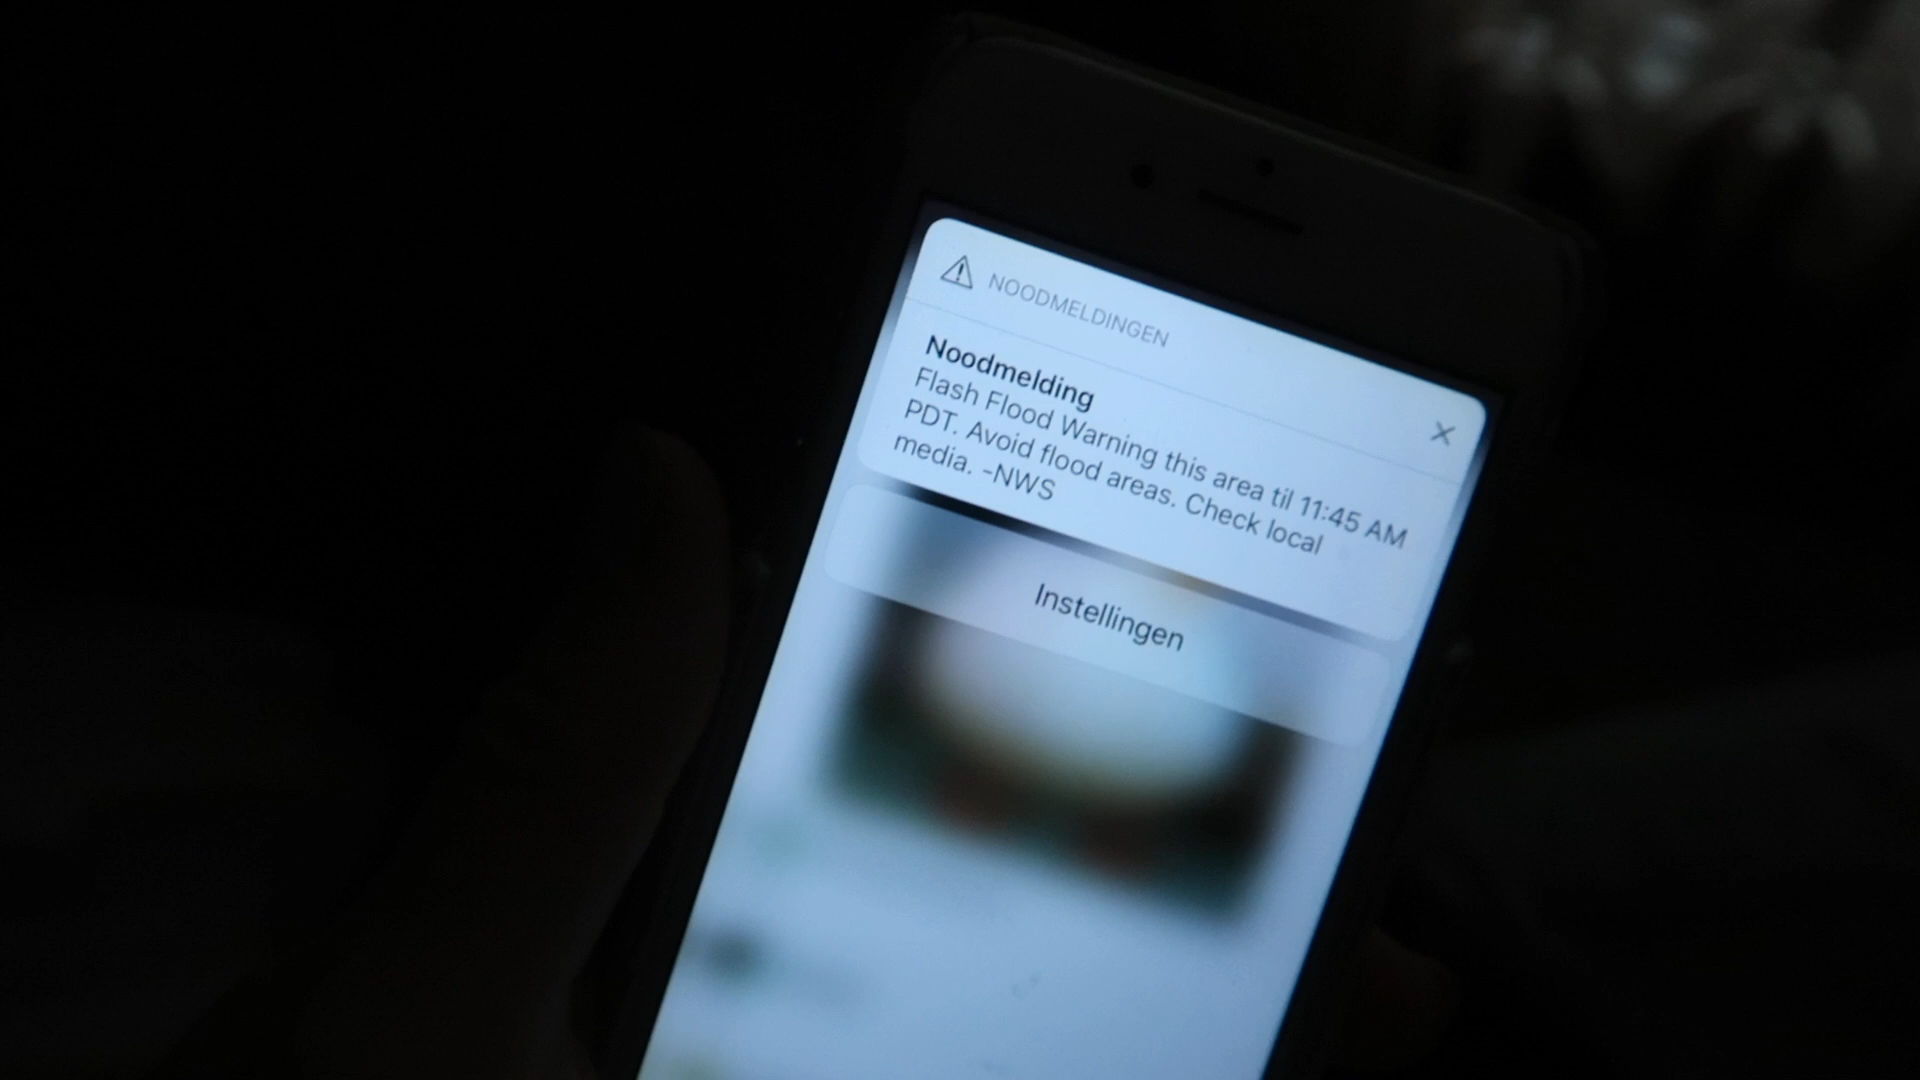 NOODMELDINGEN
Noodmelding
Flash Flood Warning this area til 11:45 AM
PDT. Avoid flood areas. Check local
media. -NWS
Instellingen